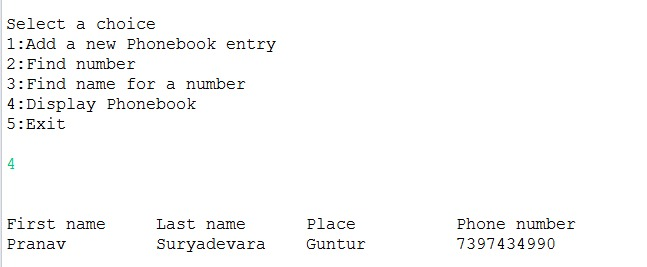 Select a choice
1:Add a new Phonebook entry
2:Find number
3:Find name for a number
4:Display Phonebook
5:Exit
4
First name Last name Place Phone number
Pranav Suryadevara Guntur 7397434990